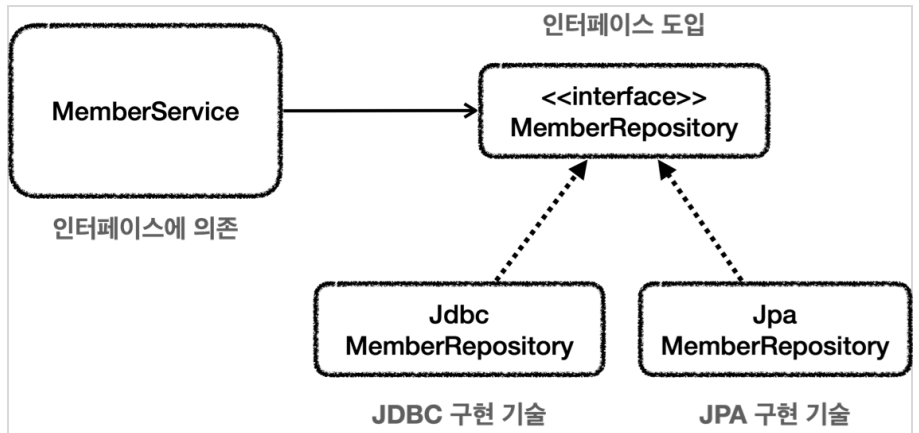 인터페이스 도입
MemberService
<<interface>>
MemberRepository
인터페이스에 의존
Jdbc
MemberRepository
Jpa
MemberRepository
JDBC 구현 기술
JPA 구현 기술